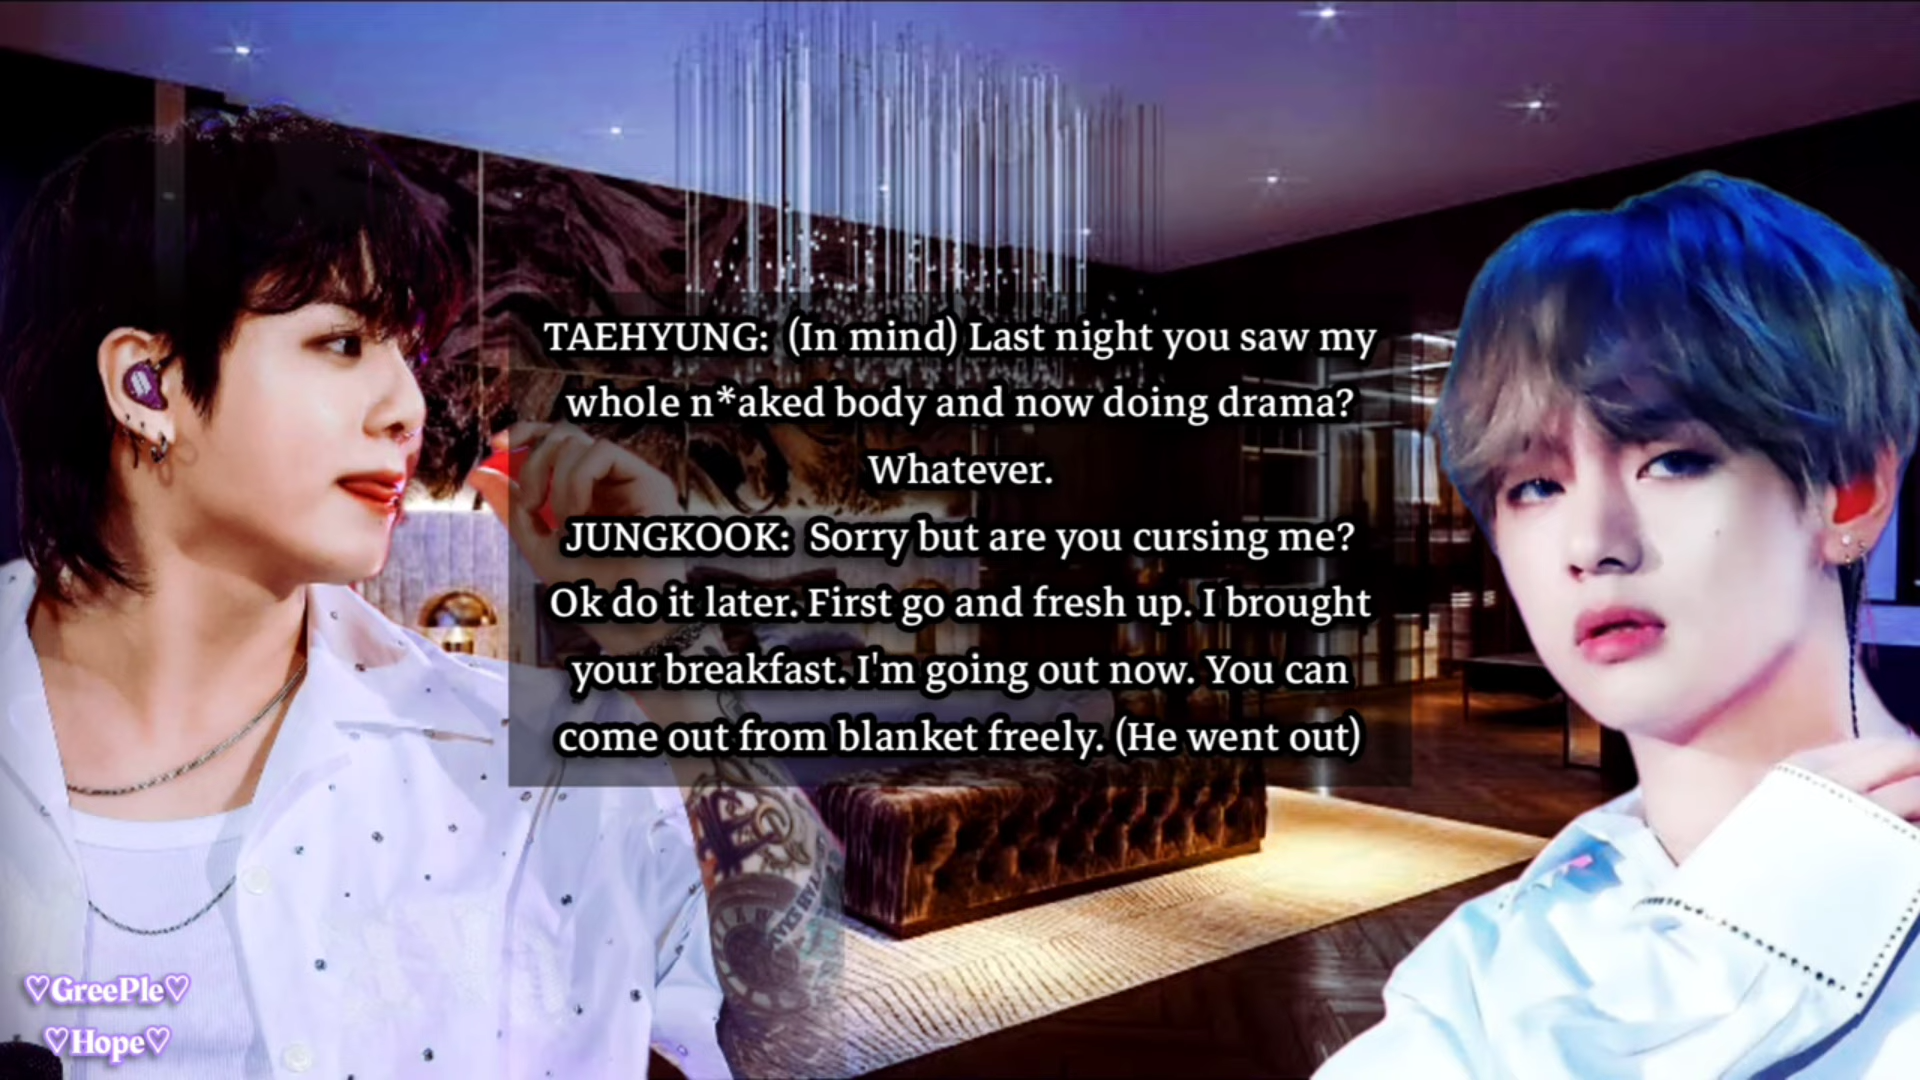 TAEHYUNG: (In mind) Last night you saw my
whole n*aked body and now doing drama?
Whatever.
JUNGKOOK: Sorry but are you cursing me?
Ok do it later. First go and fresh up. I brought
your breakfast. I'm going out now. You can
come out from blanket freely. (He went out)
♡GreePle♡
♡Hope♡